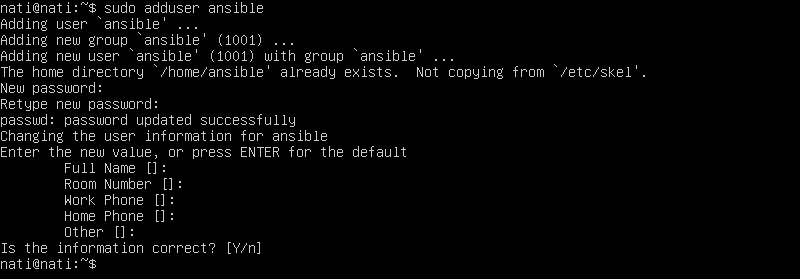 nati@nati:~$ sudo adduser ansible
Adding user `ansible' ...
Adding new group `ansible' (1001) ...
Adding new user `ansible' (1001) with group `ansible' ...
The home directory `/home/ansible' already exists.  Not copying from `/etc/skel'.
New password:
Retype new password:
passwd: password updated successfully
Changing the user information for ansible
Enter the new value, or press ENTER for the default
        Full Name []:
        Room Number []:
        Work Phone []:
        Home Phone []:
        Other []:
Is the information correct? [Y/n]
nati@nati:~$